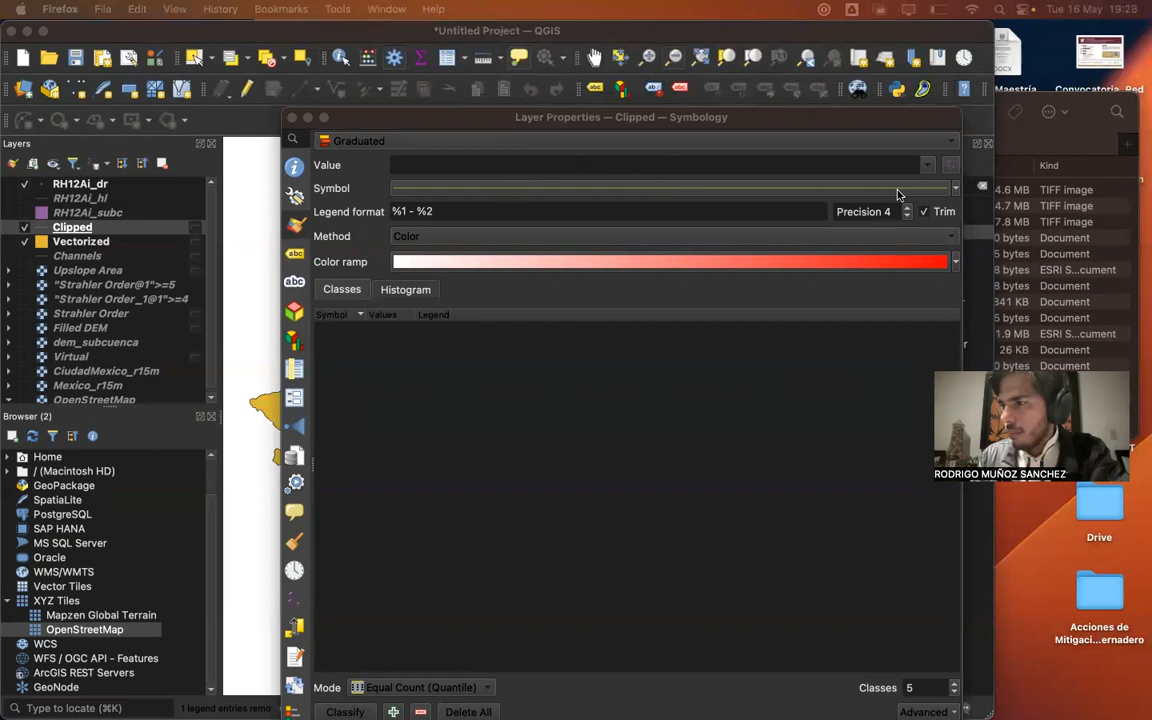 Firefox File Edit View History Bookmarks Tools Window Help Tue 16 May 19:28
*Untitled Project — QGIS
DOCX
Maestría
Convocatoria_Red
Layers
RH12Ai_dr
RH12Ai_hl
RH12Ai_subc
Clipped
Vectorized
Channels
Upslope Area
"Strahler Order@1">=5
"Strahler Order_1@1">=4
Strahler Order
Filled DEM
dem_subcuenca
Virtual
CiudadMexico_r15m
Mexico_r15m
OpenStreetMap
Browser (2)
Home
/ (Macintosh HD)
GeoPackage
SpatiaLite
PostgreSQL
SAP HANA
MS SQL Server
Oracle
WMS/WMTS
Vector Tiles
XYZ Tiles
Mapzen Global Terrain
OpenStreetMap
WCS
WFS / OGC API - Features
ArcGIS REST Servers
GeoNode
Type to locate (⌘K)
1 legend entries remo
Layer Properties — Clipped — Symbology
Graduated
Value
Symbol
Legend format %1 - %2 Precision 4 Trim
Method Color
Color ramp
Classes Histogram
Symbol Values Legend
Mode Equal Count (Quantile) Classes 5
Classify Delete All Advanced
Kind
4.6 MB TIFF image
4.7 MB TIFF image
7.7 MB TIFF image
0 bytes Document
5 bytes Document
8 bytes ESRI S...cument
8 bytes Document
841 KB Document
5 bytes Document
1.9 MB ESRI S...cument
26 KB Document
8 bytes Document
RODRIGO MUÑOZ SANCHEZ
Drive
Acciones de
Mitigaci...ernadero